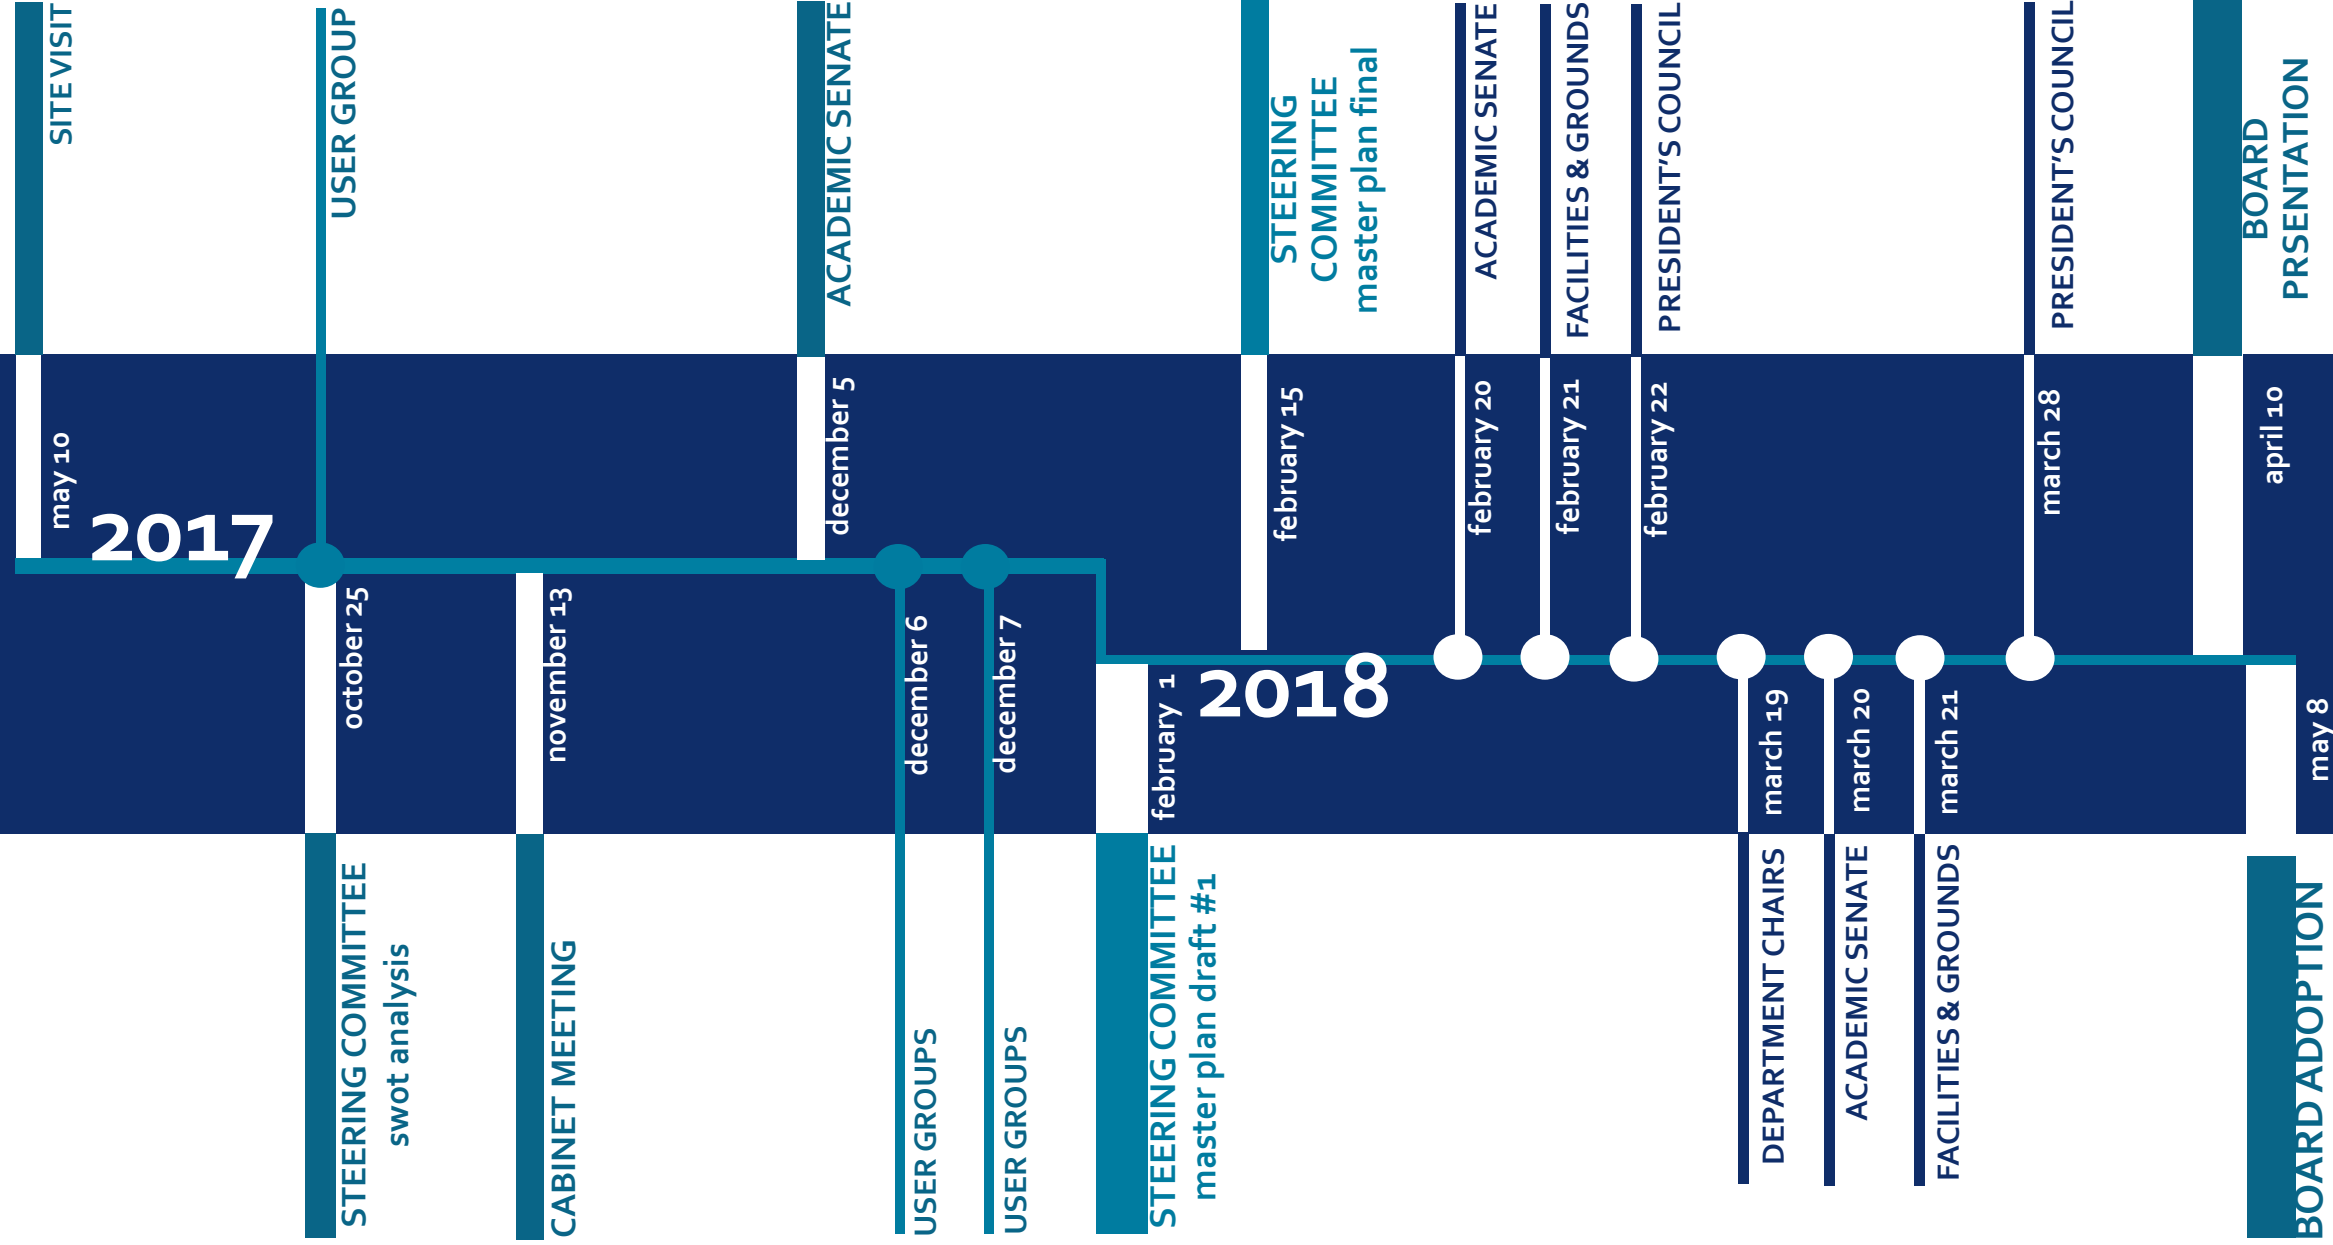 SITE VISIT
may 10
2017
USER GROUP
october 25
STEERING COMMITTEE
swot analysis
november 13
CABINET MEETING
ACADEMIC SENATE
december 5
december 6
USER GROUPS
december 7
USER GROUPS
february 1
STEERING COMMITTEE
master plan draft #1
2018
STEERING
COMMITTEE
master plan final
february 15
ACADEMIC SENATE
february 20
FACILITIES & GROUNDS
february 21
PRESIDENT’S COUNCIL
february 22
march 19
DEPARTMENT CHAIRS
march 20
ACADEMIC SENATE
march 21
FACILITIES & GROUNDS
PRESIDENT’S COUNCIL
march 28
BOARD
PRSENTATION
april 10
may 8
BOARD ADOPTION